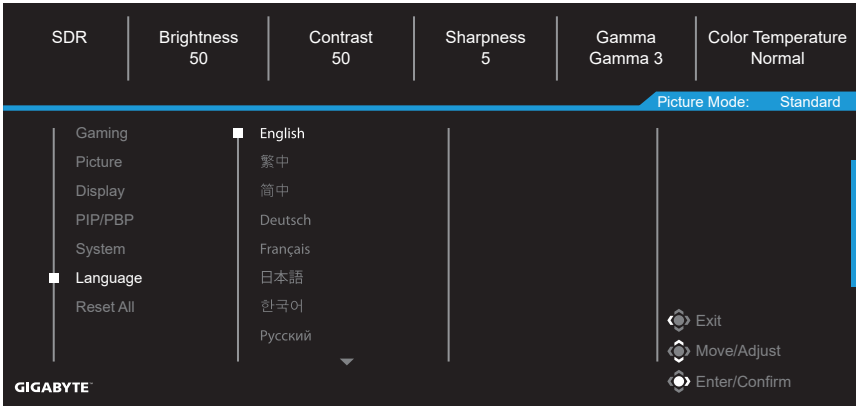 SDR
Brightness
50
Contrast
50
Sharpness
5
Gamma
Gamma 3
Color Temperature
Normal
Picture Mode: Standard
Gaming
Picture
Display
PIP/PBP
System
Language
Reset All
English
繁中
简中
Deutsch
Français
日本語
한국어
Русский
Exit
Move/Adjust
Enter/Confirm
GIGABYTE™